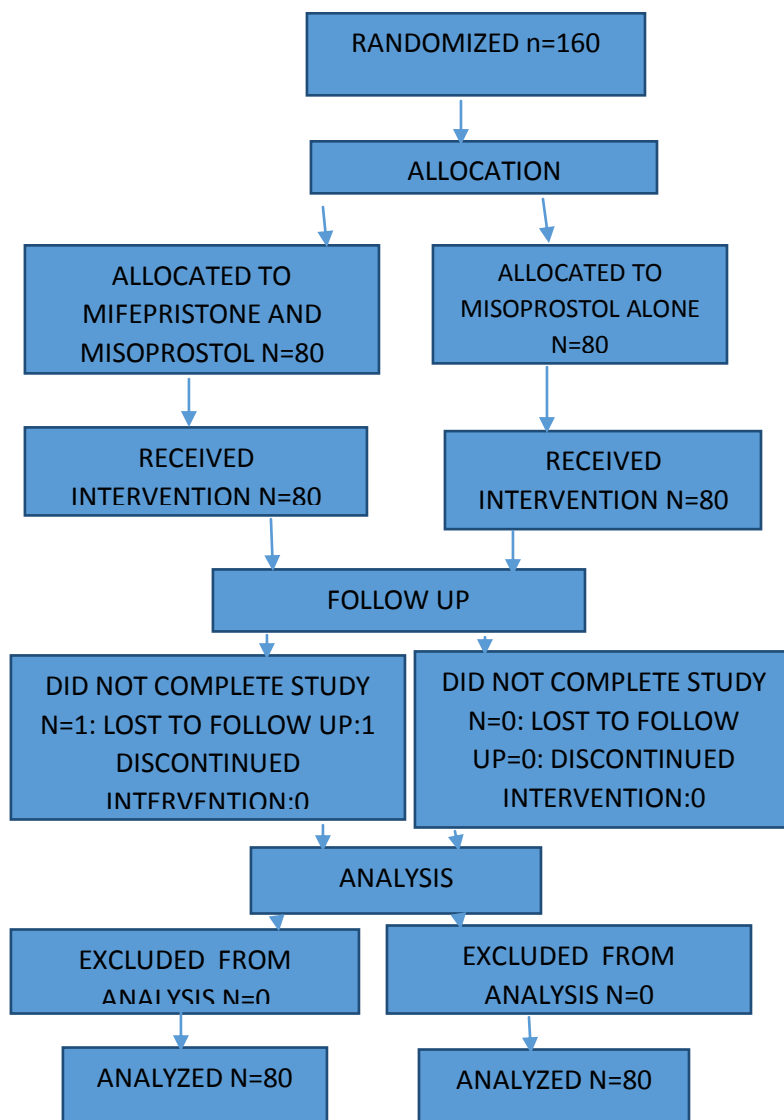 RANDOMIZED n=160
ALLOCATION
ALLOCATED TO
MIFEPRISTONE AND
MISOPROSTOL N=80
ALLOCATED TO
MISOPROSTOL ALONE
N=80
RECEIVED
INTERVENTION N=80
RECEIVED
INTERVENTION N=80
FOLLOW UP
DID NOT COMPLETE STUDY
N=1: LOST TO FOLLOW UP:1
DISCONTINUED
INTERVENTION:0
DID NOT COMPLETE STUDY
N=0: LOST TO FOLLOW
UP=0: DISCONTINUED
INTERVENTION:0
ANALYSIS
EXCLUDED FROM
ANALYSIS N=0
EXCLUDED FROM
ANALYSIS N=0
ANALYZED N=80
ANALYZED N=80